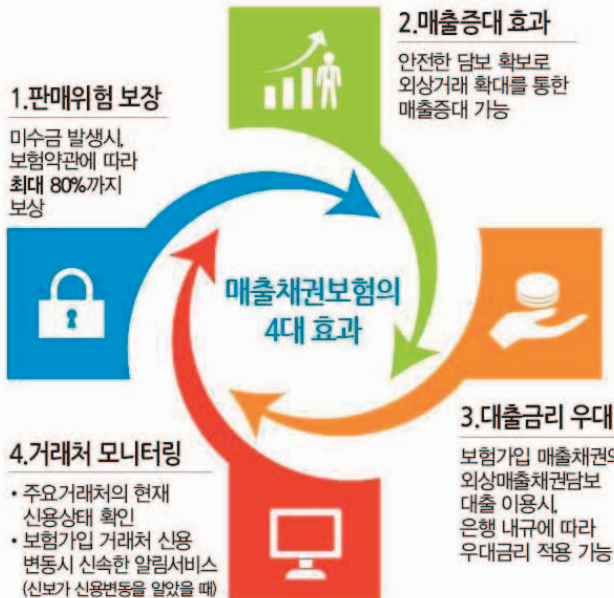 1.판매위험 보장
미수금 발생시,
보험약관에 따라
최대 80%까지
보상
2.매출증대 효과
안전한 담보 확보로
외상거래 확대를 통한
매출증대 가능
매출채권보험의
4대 효과
3.대출금리 우대
보험가입 매출채권의
외상매출채권담보
대출 이용시,
은행 내규에 따라
우대금리 적용 가능
4.거래처 모니터링
• 주요거래처의 현재
신용상태 확인
• 보험가입 거래처 신용
변동시 신속한 알림서비스
(신보가 신용변동을 알았을 때)